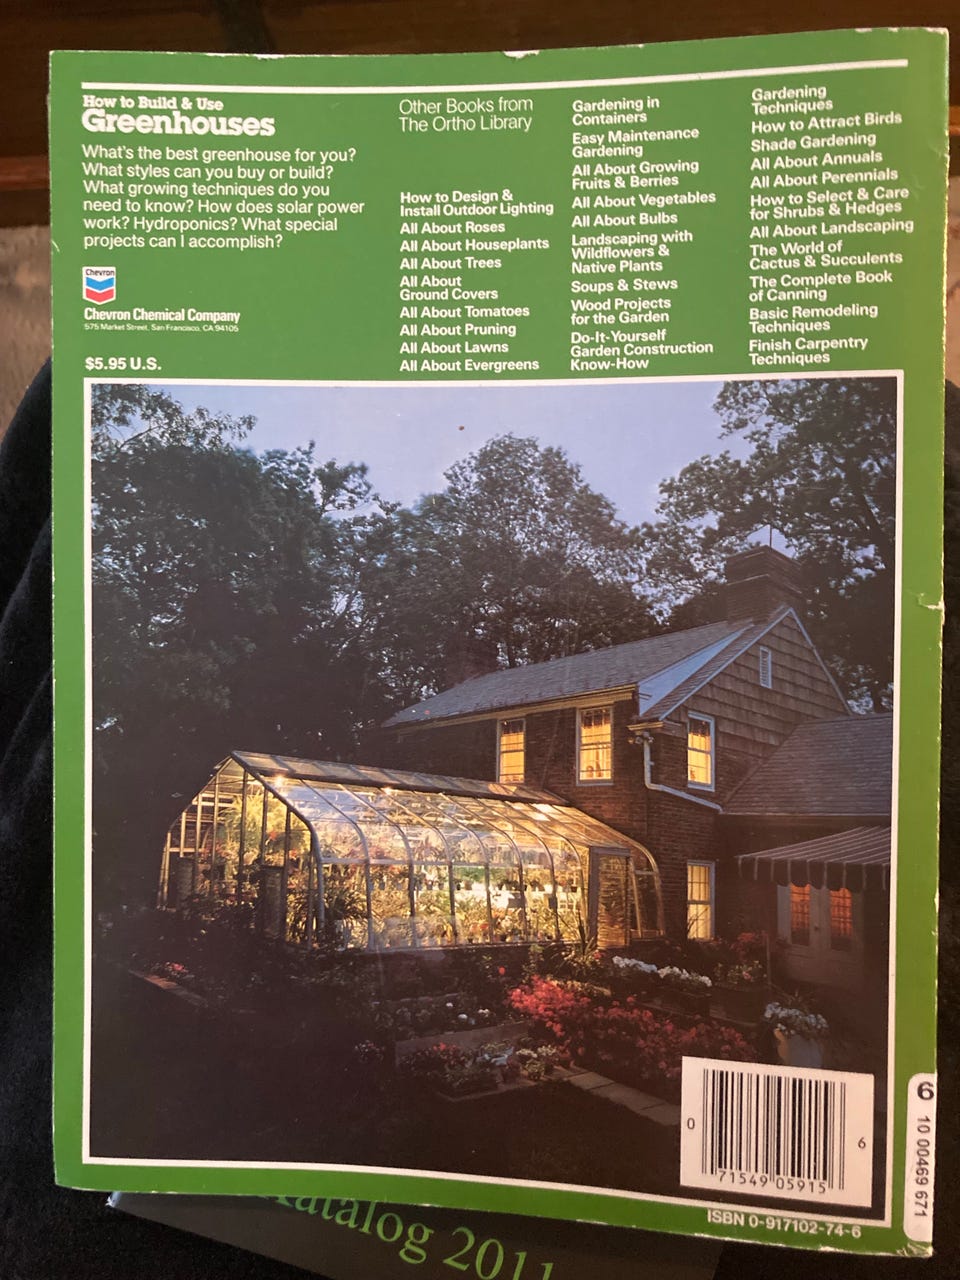 How to Build & Use
Greenhouses
What's the best greenhouse for you?
What styles can you buy or build?
What growing techniques do you
need to know? How does solar power
work? Hydroponics? What special
projects can I accomplish?
Chevron
Chevron Chemical Company
575 Market Street, San Francisco, CA 94105
$5.95 U.S.
Other Books from
The Ortho Library
How to Design &
Install Outdoor Lighting
All About Roses
All About Houseplants
All About Trees
All About
Ground Covers
All About Tomatoes
All About Pruning
All About Lawns
All About Evergreens
Gardening in
Containers
Easy Maintenance
Gardening
All About Growing
Fruits & Berries
All About Vegetables
All About Bulbs
Landscaping with
Wildflowers &
Native Plants
Soups & Stews
Wood Projects
for the Garden
Do-It-Yourself
Garden Construction
Know-How
Gardening
Techniques
How to Attract Birds
Shade Gardening
All About Annuals
All About Perennials
How to Select & Care
for Shrubs & Hedges
All About Landscaping
The World of
Cactus & Succulents
The Complete Book
of Canning
Basic Remodeling
Techniques
Finish Carpentry
Techniques
0 71549 05915 6
ISBN 0-917102-74-6
6
10 00469 671
Katalog 2011